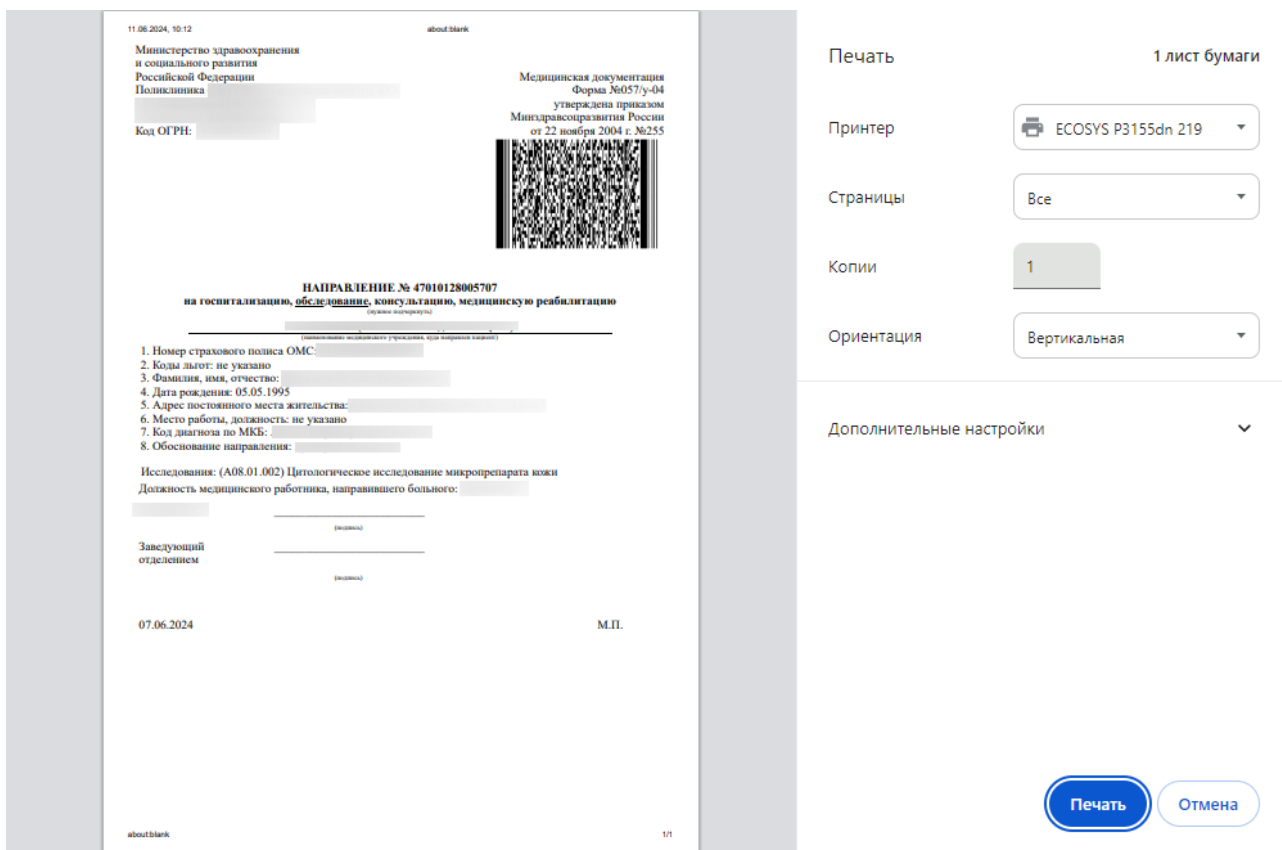 11.06.2024, 10:12
about:blank
Министерство здравоохранения
и социального развития
Российской Федерации
Поликлиника
Код ОГРН:
Медицинская документация
Форма №057/у-04
утверждена приказом
Минздравсоцразвития России
от 22 ноября 2004 г. №255
НАПРАВЛЕНИЕ № 47010128005707
на госпитализацию, обследование, консультацию, медицинскую реабилитацию
(нужное подчеркнуть)
(наименование медицинского учреждения, куда направлен пациент)
1. Номер страхового полиса ОМС:
2. Коды льгот: не указано
3. Фамилия, имя, отчество:
4. Дата рождения: 05.05.1995
5. Адрес постоянного места жительства:
6. Место работы, должность: не указано
7. Код диагноза по МКБ:
8. Обоснование направления:
Исследования: (A08.01.002) Цитологическое исследование микропрепарата кожи
Должность медицинского работника, направившего больного:
(подпись)
Заведующий
отделением
(подпись)
07.06.2024
М.П.
about:blank
1/1
Печать
1 лист бумаги
Принтер
ECOSYS P3155dn 219
Страницы
Все
Копии
1
Ориентация
Вертикальная
Дополнительные настройки
Печать
Отмена